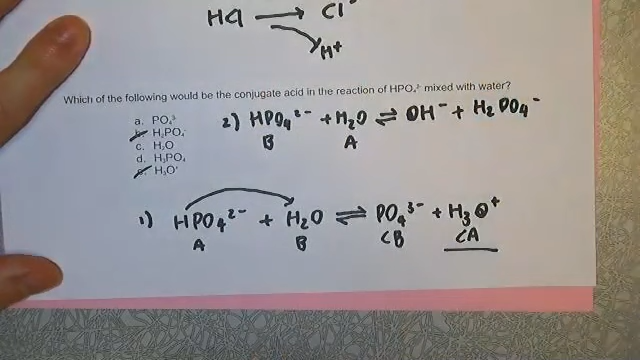 HCl → Cl⁻
H⁺
Which of the following would be the conjugate acid in the reaction of HPO₄²⁻ mixed with water?
a. PO₄³⁻
b. H₂PO₄⁻
c. H₂O
d. H₃PO₄
e. H₃O⁺
2) HPO₄²⁻ + H₂O ⇌ OH⁻ + H₂PO₄⁻
B A
1) HPO₄²⁻ + H₂O ⇌ PO₄³⁻ + H₃O⁺
A B CB CA